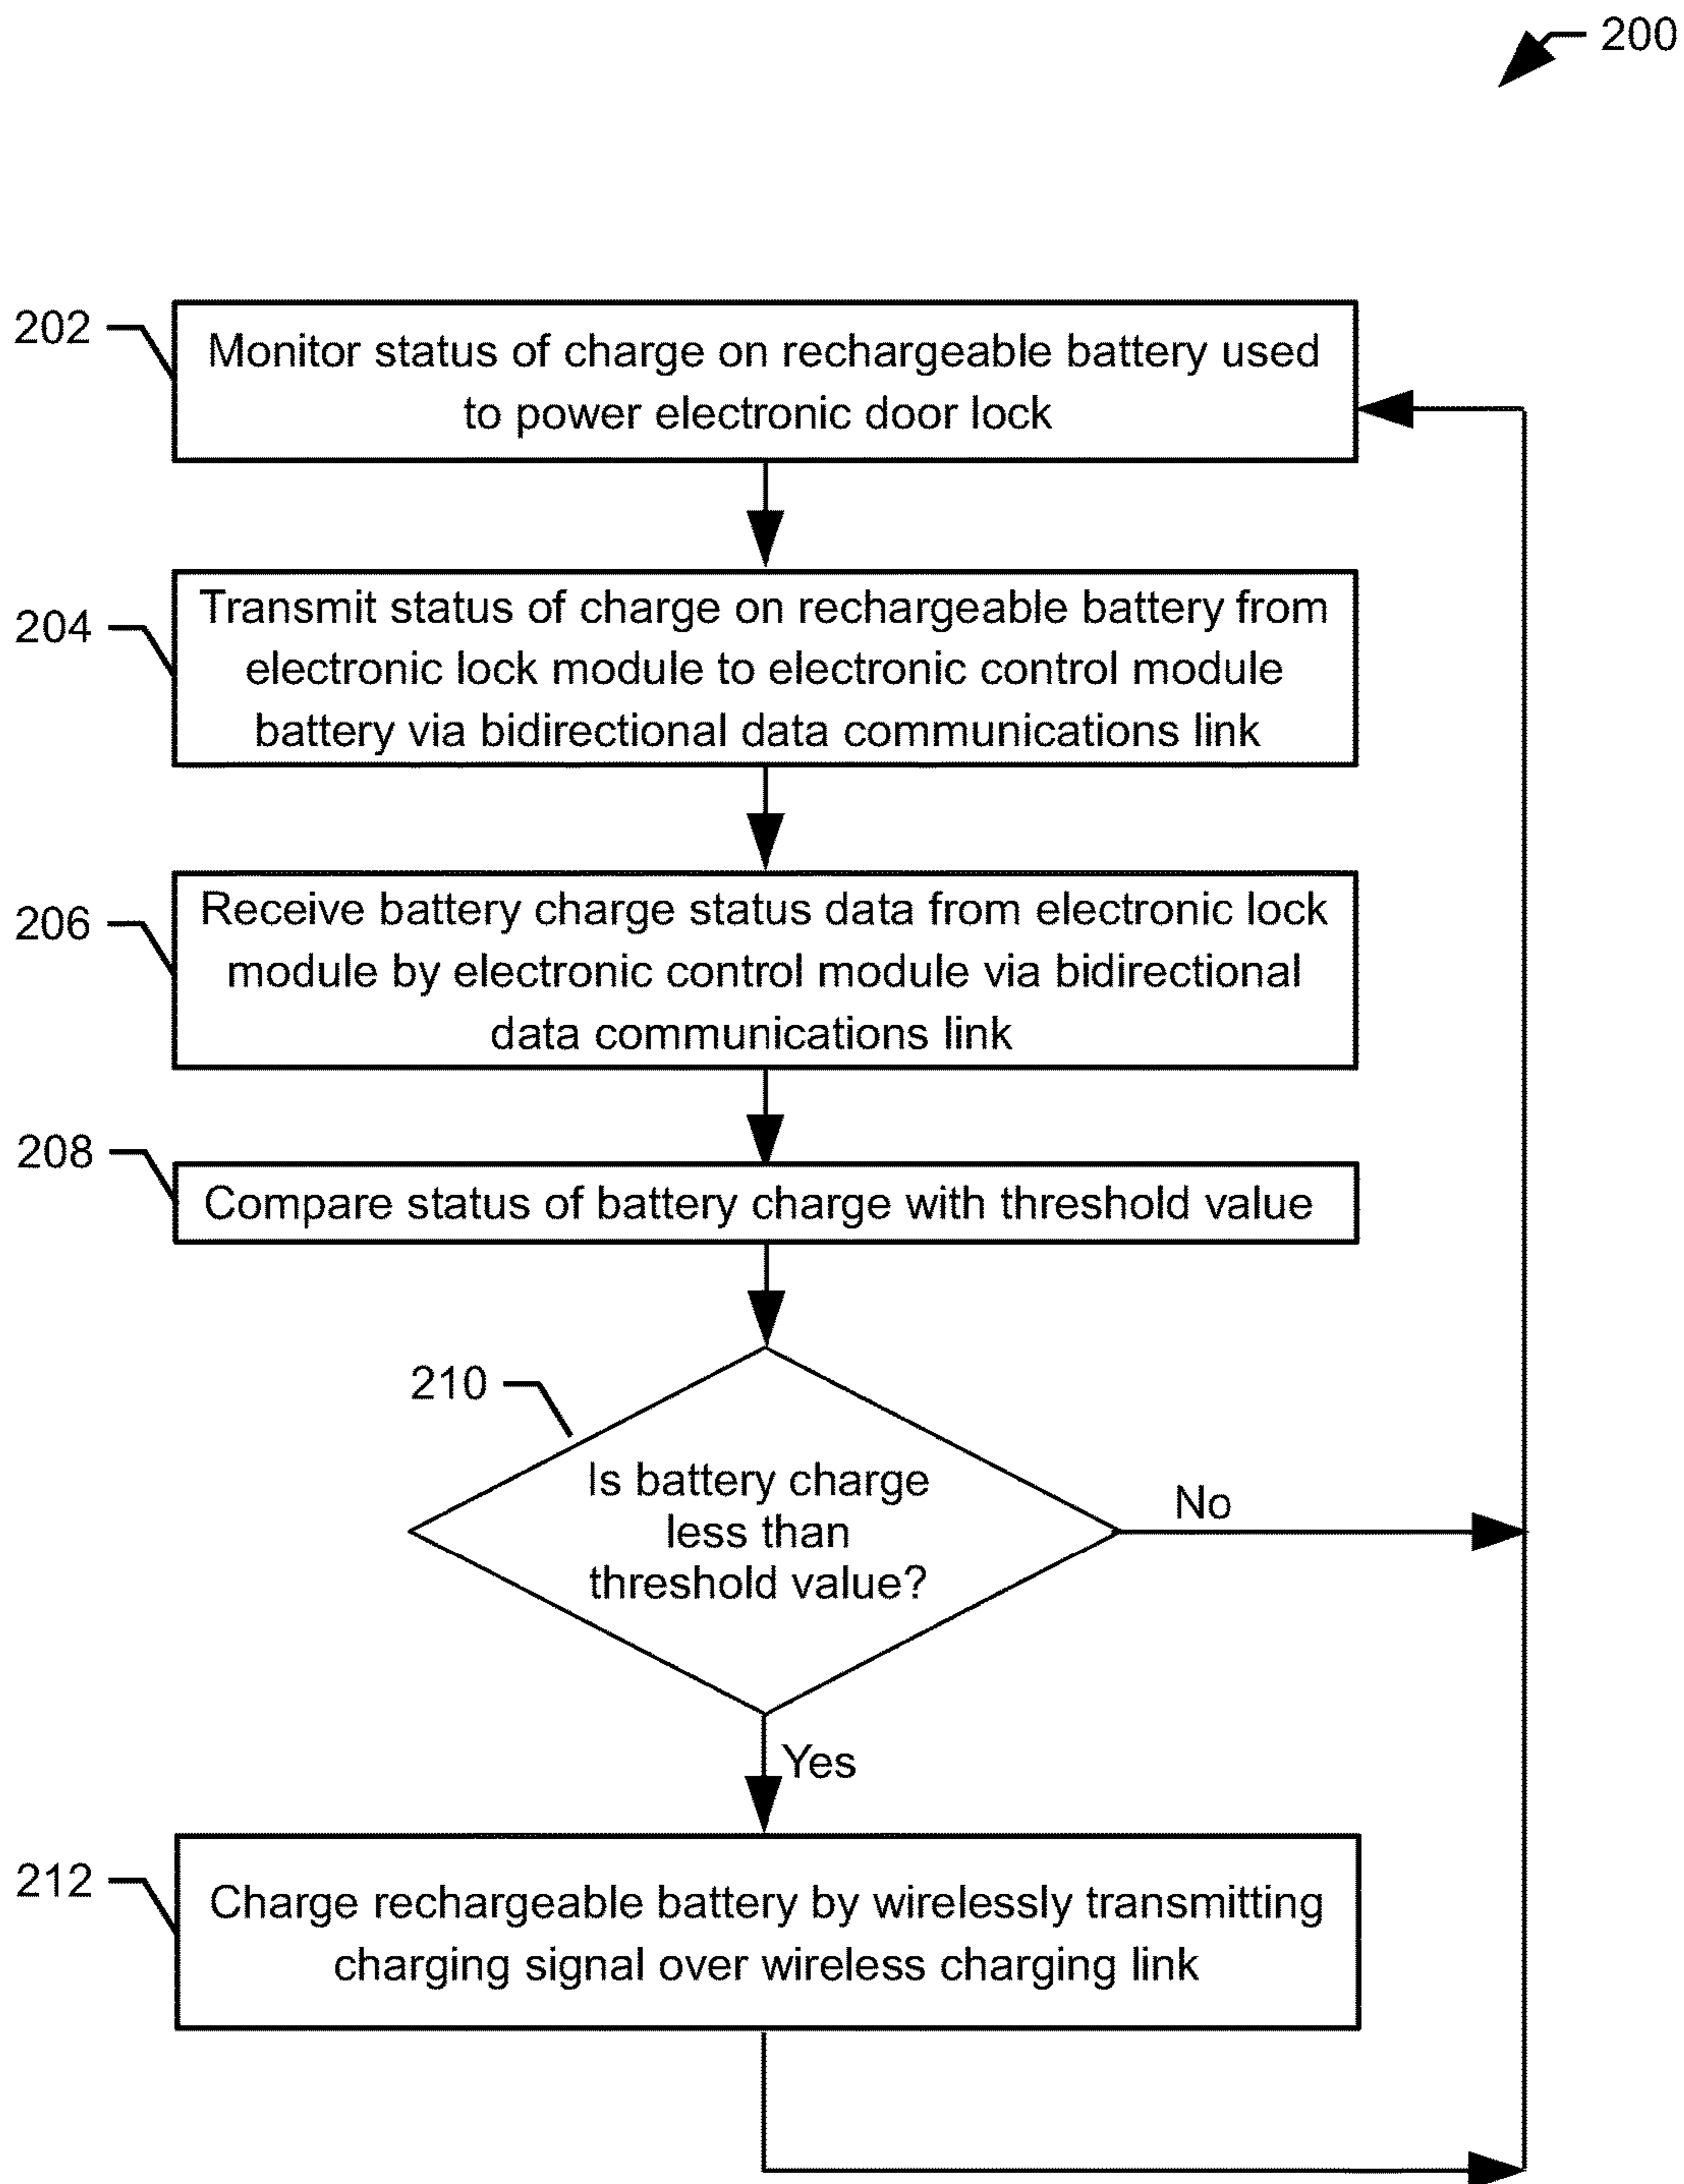 200
202
Monitor status of charge on rechargeable battery used
to power electronic door lock
204
Transmit status of charge on rechargeable battery from
electronic lock module to electronic control module
battery via bidirectional data communications link
206
Receive battery charge status data from electronic lock
module by electronic control module via bidirectional
data communications link
208
Compare status of battery charge with threshold value
210
Is battery charge
less than
threshold value?
No
Yes
212
Charge rechargeable battery by wirelessly transmitting
charging signal over wireless charging link